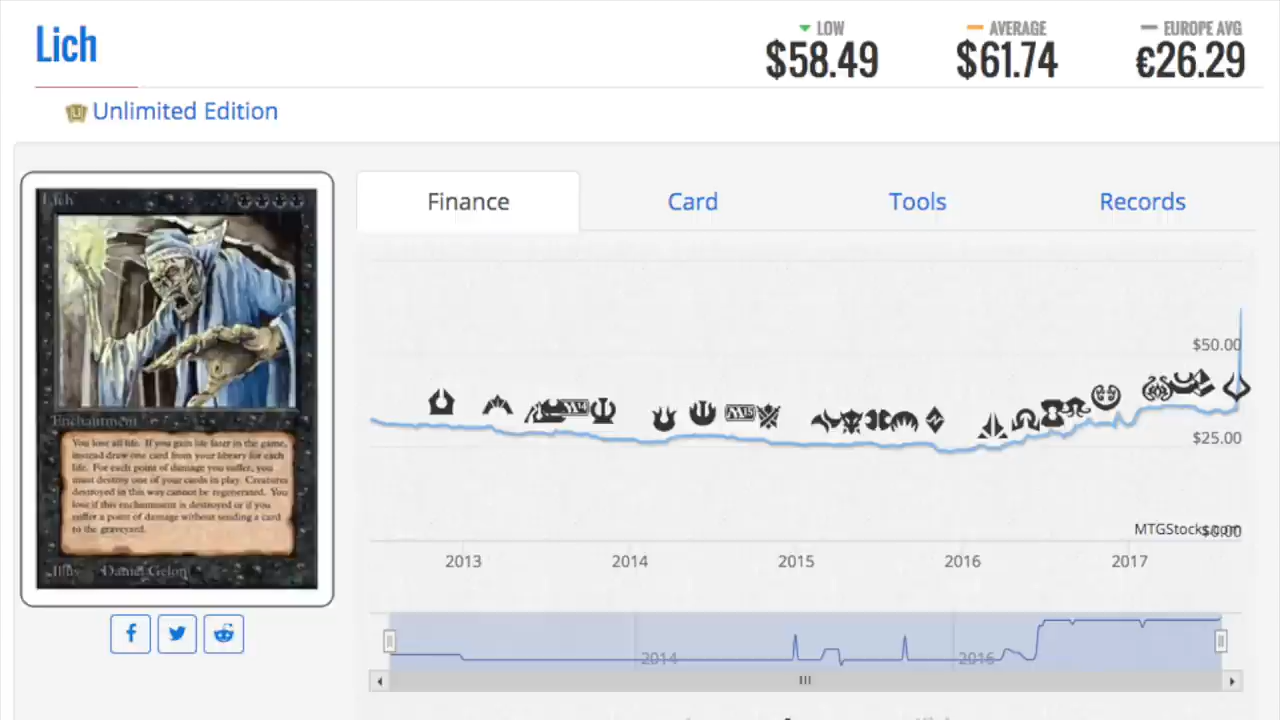 Lich
LOW
$58.49
AVERAGE
$61.74
EUROPE AVG
€26.29
Unlimited Edition
Finance
Card
Tools
Records
Lich
Enchantment
You lose all life. If you gain life later in the game,
instead draw one card from your library for each
life. For each point of damage you suffer, you
must destroy one of your cards in play. Creatures
destroyed in this way cannot be regenerated. You
lose if this enchantment is destroyed or if you
suffer a point of damage without sending a card
to the graveyard.
Illus Daniel Gelon
M14
M15
$50.00
$25.00
$0.00
MTGStocks.com
2013
2014
2015
2016
2017
2014
2016